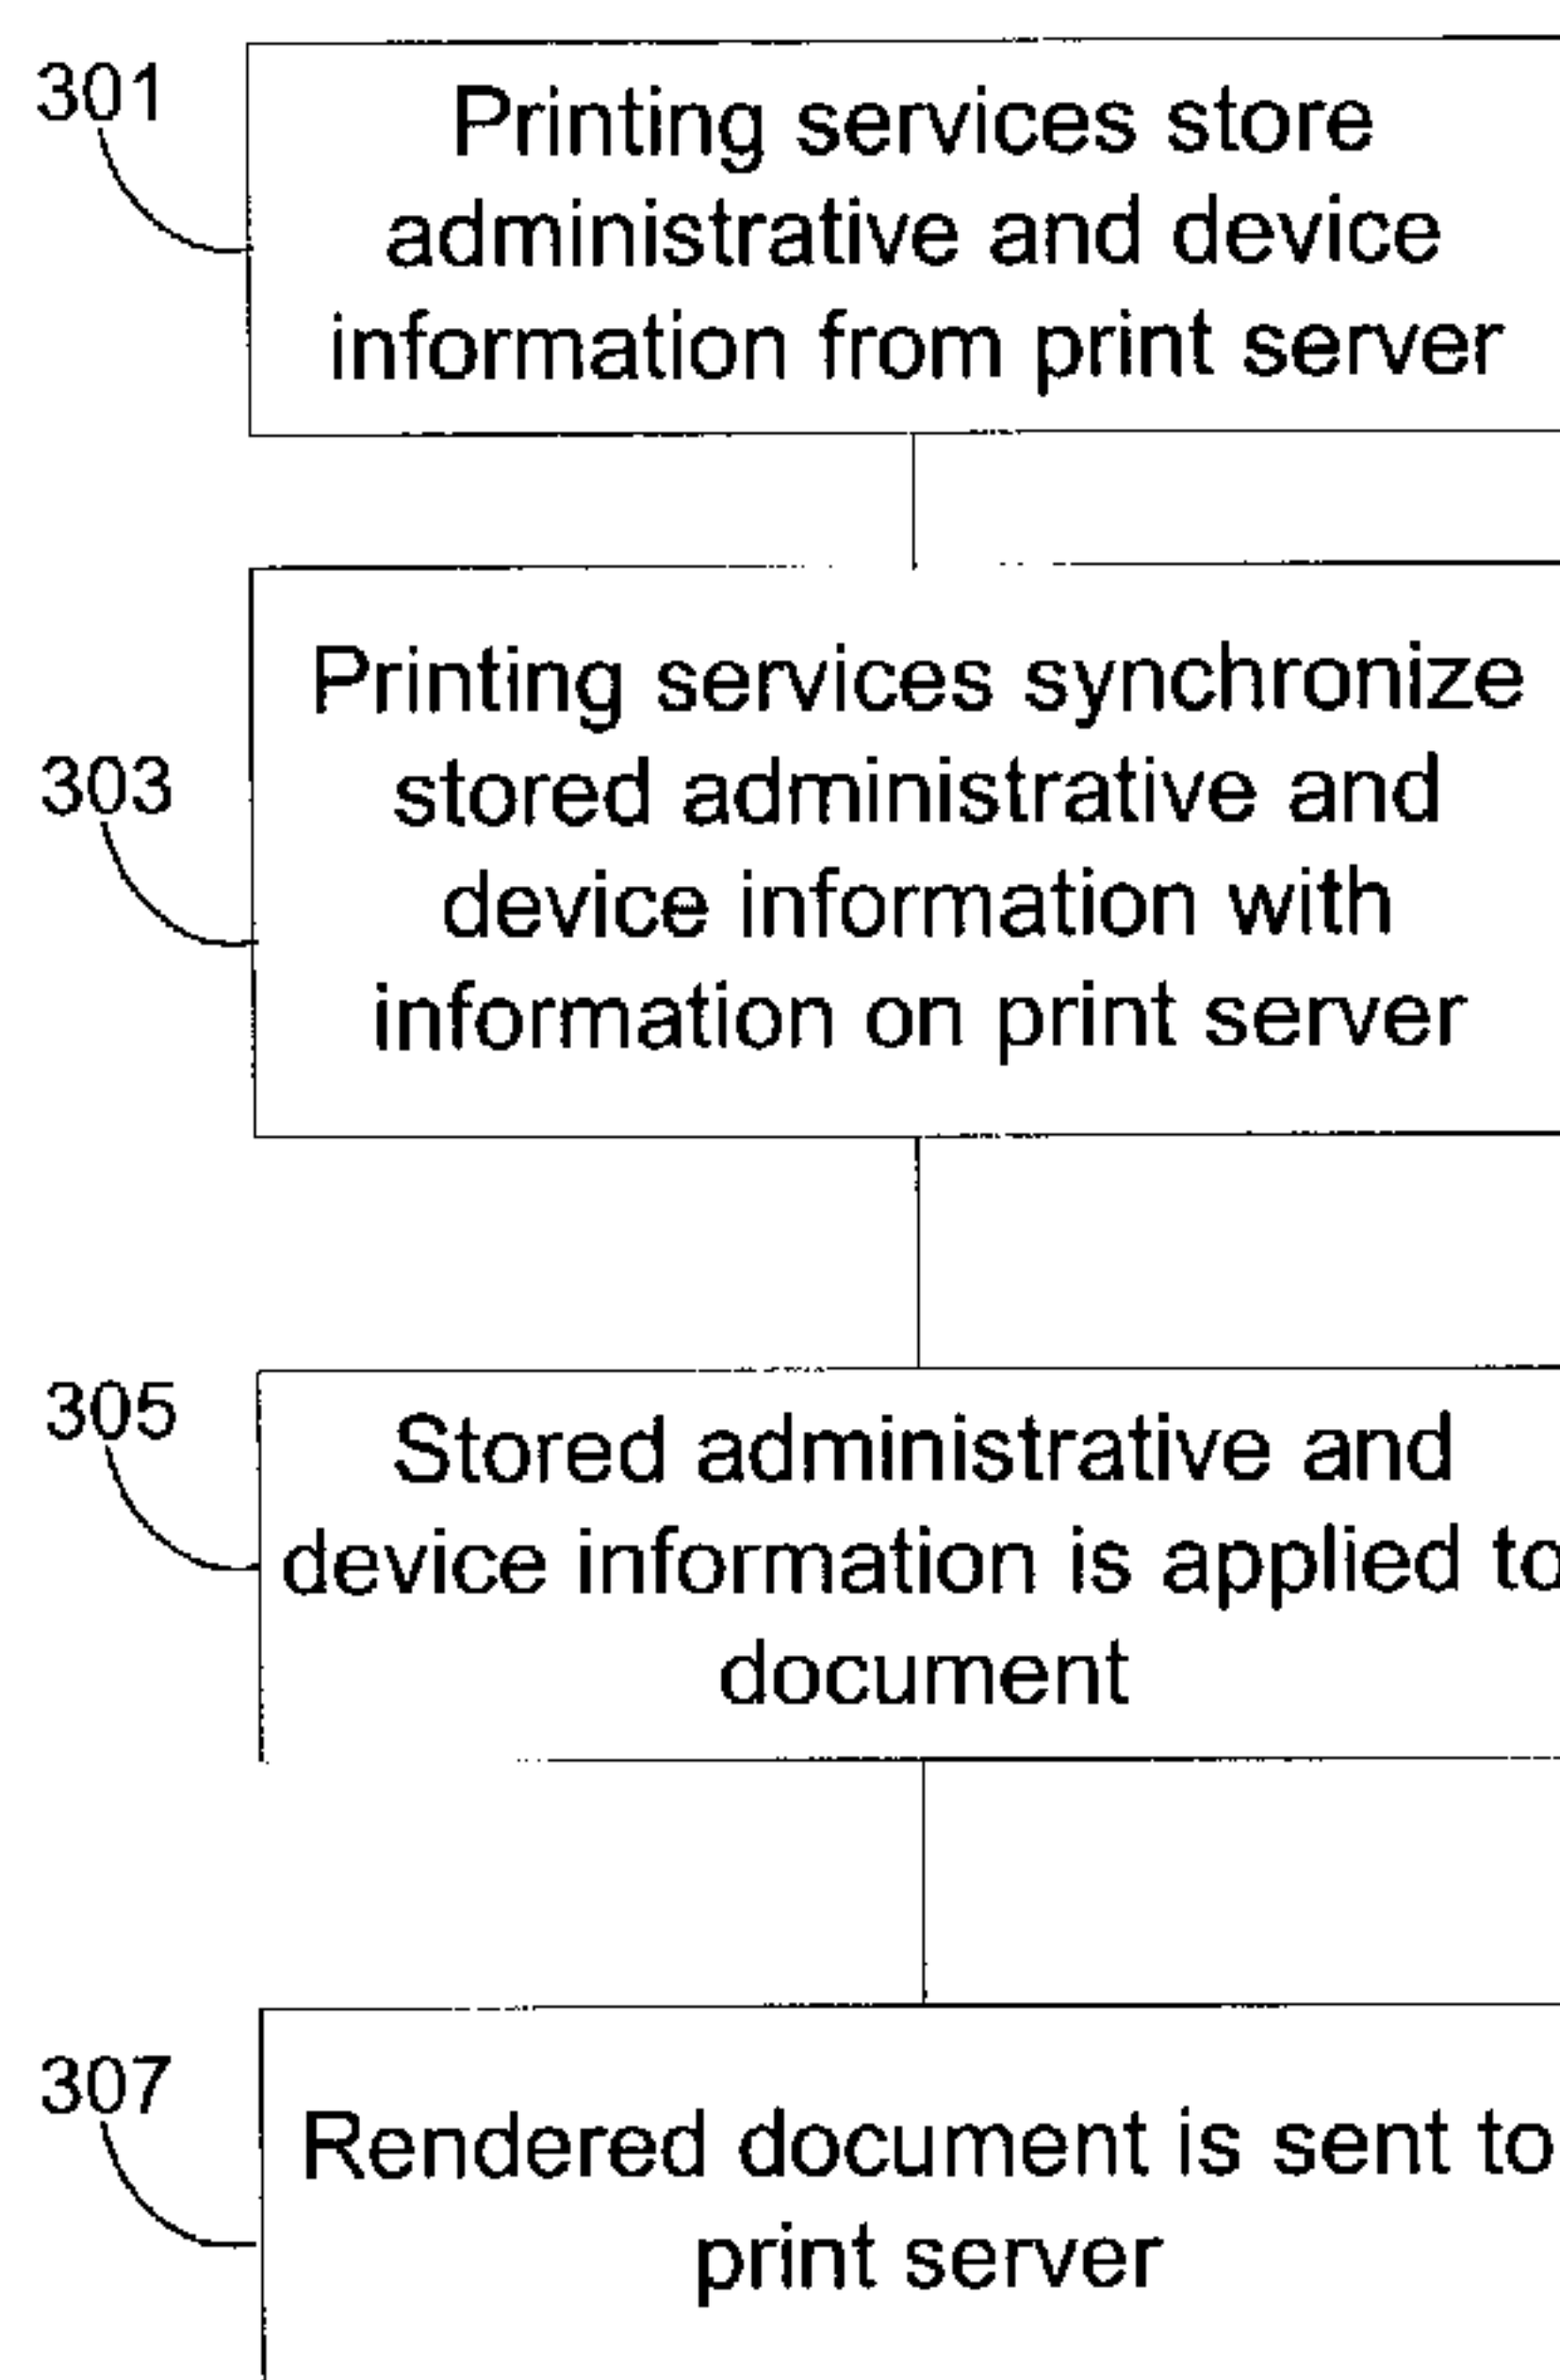 301
Printing services store
administrative and device
information from print server
303
Printing services synchronize
stored administrative and
device information with
information on print server
305
Stored administrative and
device information is applied to
document
307
Rendered document is sent to
print server